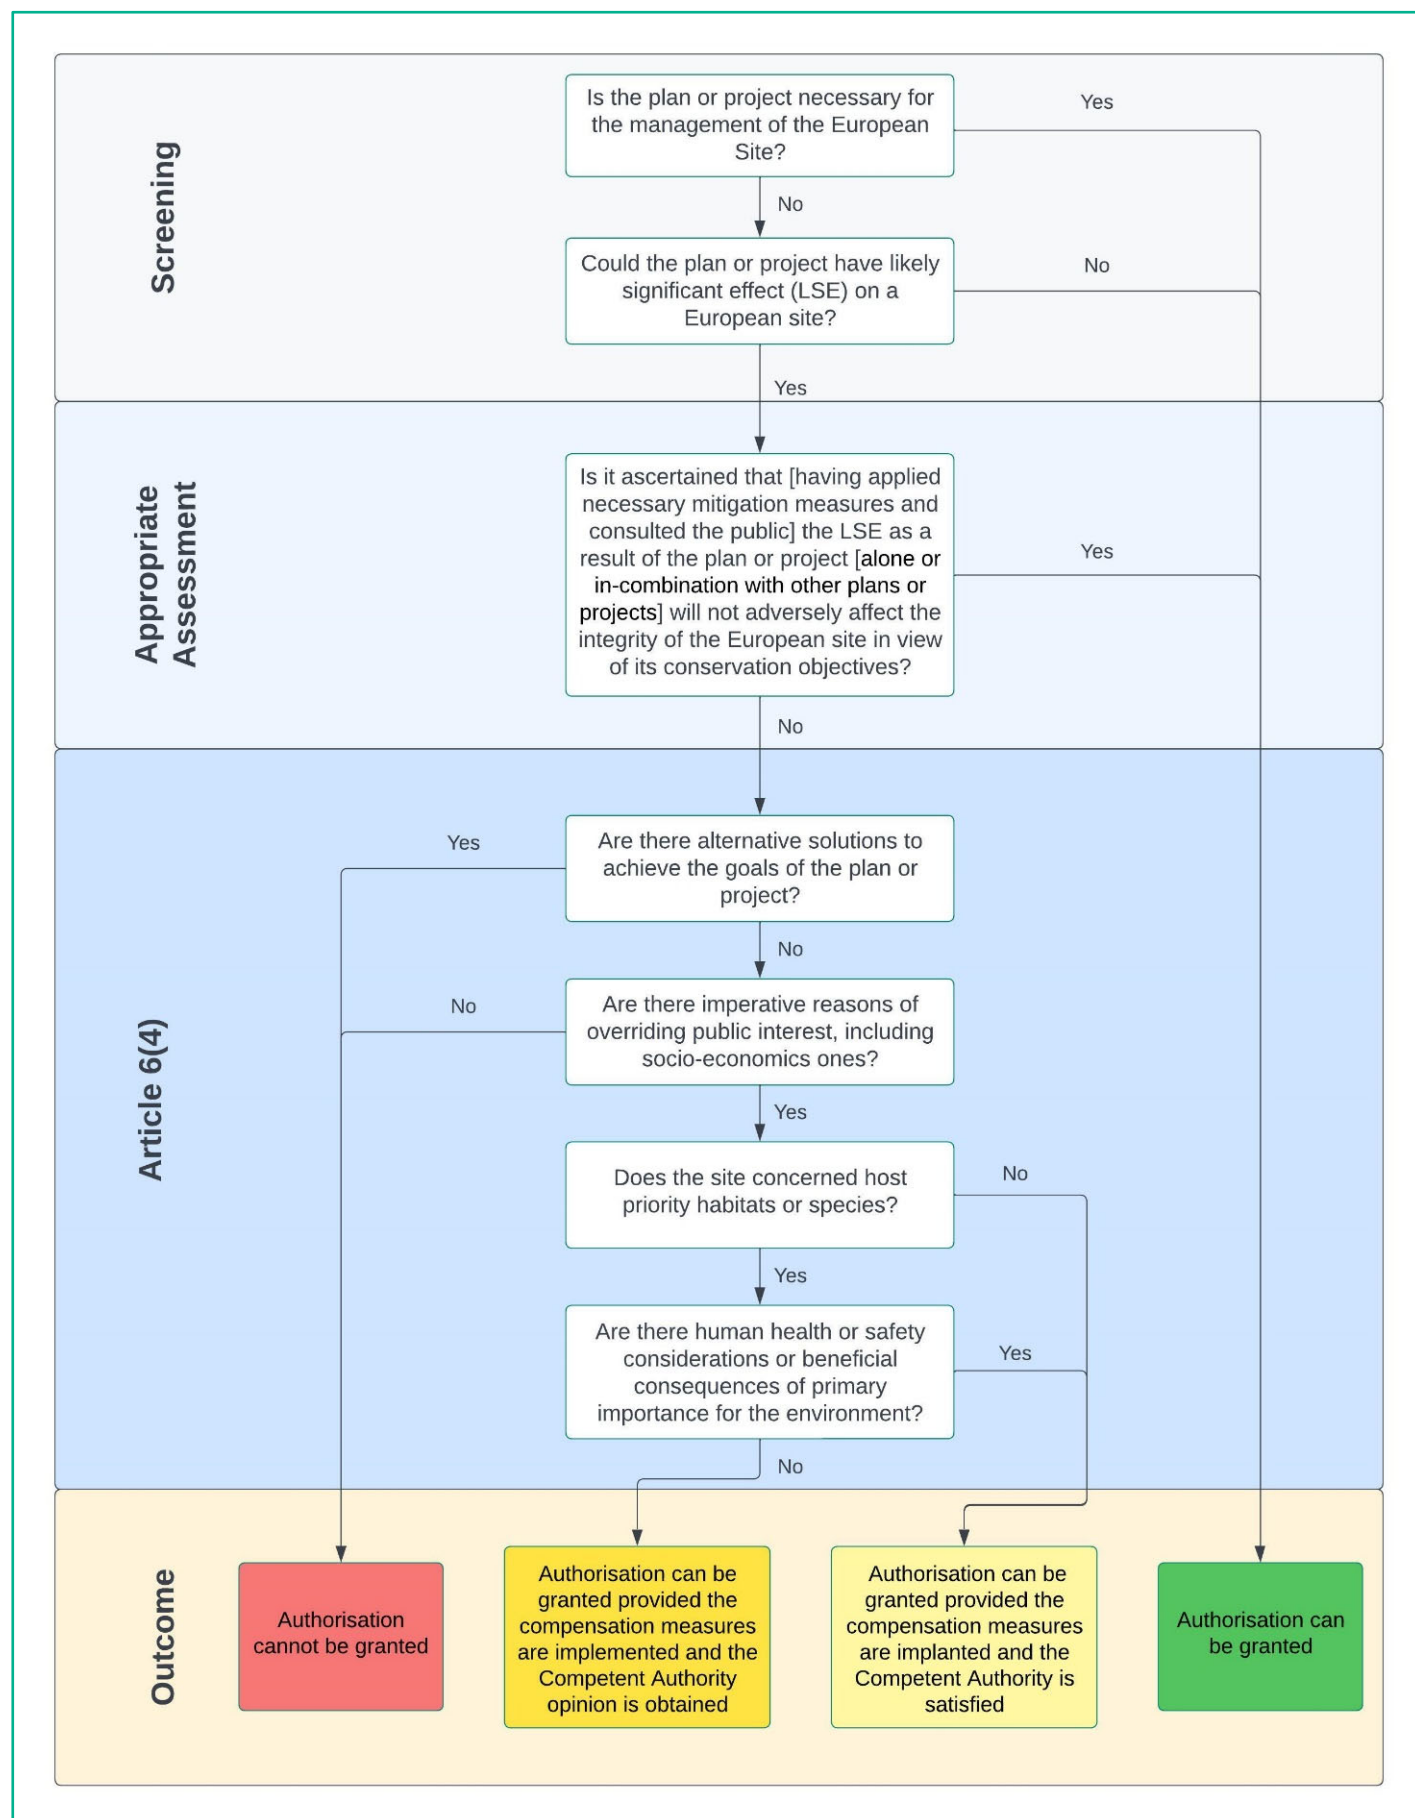 Screening
Is the plan or project necessary for
the management of the European
Site?
Yes
No
Could the plan or project have likely
significant effect (LSE) on a
European site?
No
Yes
Appropriate
Assessment
Is it ascertained that [having applied
necessary mitigation measures and
consulted the public] the LSE as a
result of the plan or project [alone or
in-combination with other plans or
projects] will not adversely affect the
integrity of the European site in view
of its conservation objectives?
Yes
No
Article 6(4)
Are there alternative solutions to
achieve the goals of the plan or
project?
Yes
No
Are there imperative reasons of
overriding public interest, including
socio-economics ones?
No
Yes
Does the site concerned host
priority habitats or species?
No
Yes
Are there human health or safety
considerations or beneficial
consequences of primary
importance for the environment?
Yes
No
Outcome
Authorisation
cannot be granted
Authorisation can be
granted provided the
compensation measures
are implemented and the
Competent Authority
opinion is obtained
Authorisation can be
granted provided the
compensation measures
are implanted and the
Competent Authority is
satisfied
Authorisation can
be granted